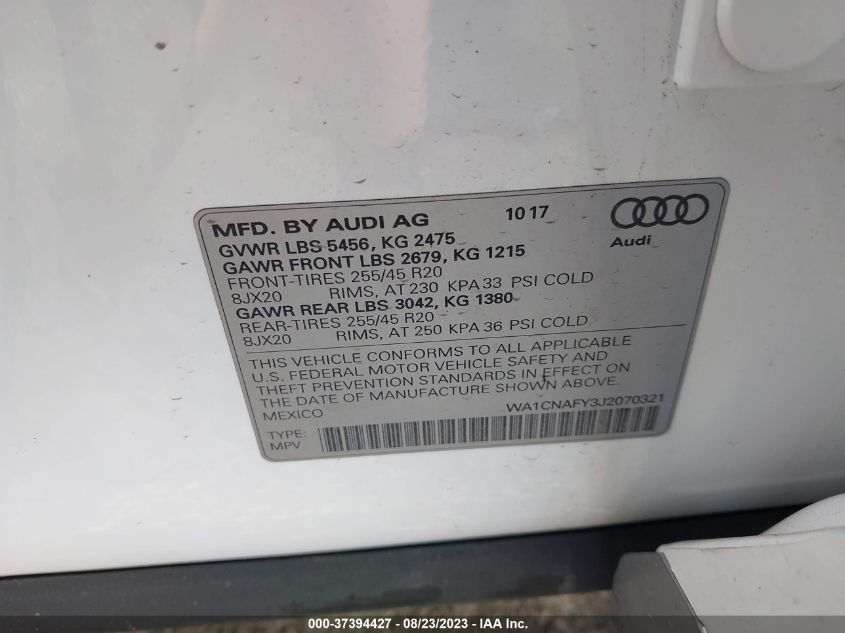 MFD. BY AUDI AG 10 17
GVWR LBS 5456, KG 2475
Audi
GAWR FRONT LBS 2679, KG 1215
FRONT-TIRES 255/45 R20
8JX20 RIMS, AT 230 KPA 33 PSI COLD
GAWR REAR LBS 3042, KG 1380
REAR-TIRES 255/45 R20
8JX20 RIMS, AT 250 KPA 36 PSI COLD
THIS VEHICLE CONFORMS TO ALL APPLICABLE
U.S. FEDERAL MOTOR VEHICLE SAFETY AND
THEFT PREVENTION STANDARDS IN EFFECT ON
THE DATE OF MANUFACTURE SHOWN ABOVE.
MEXICO WA1CNAFY3J2070321
TYPE:
MPV
000-37394427 - 08/23/2023 - IAA Inc.